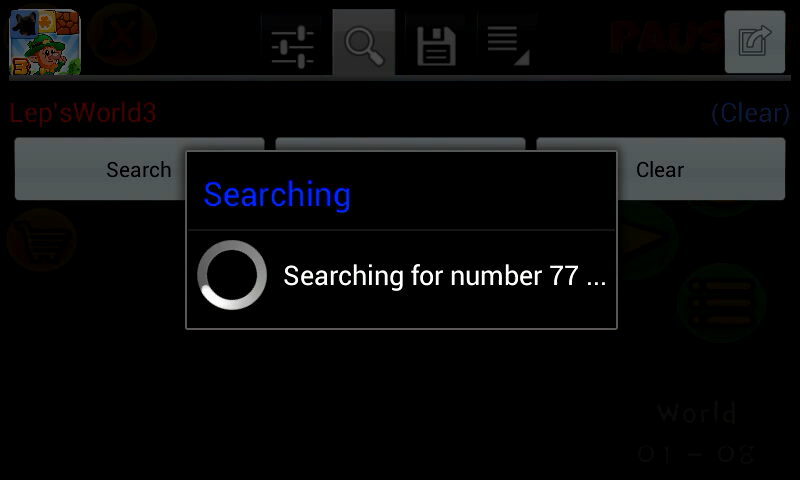 PAUS
Lep'sWorld3
(Clear)
Search
Clear
Searching
Searching for number 77 ...
World
01 - 08